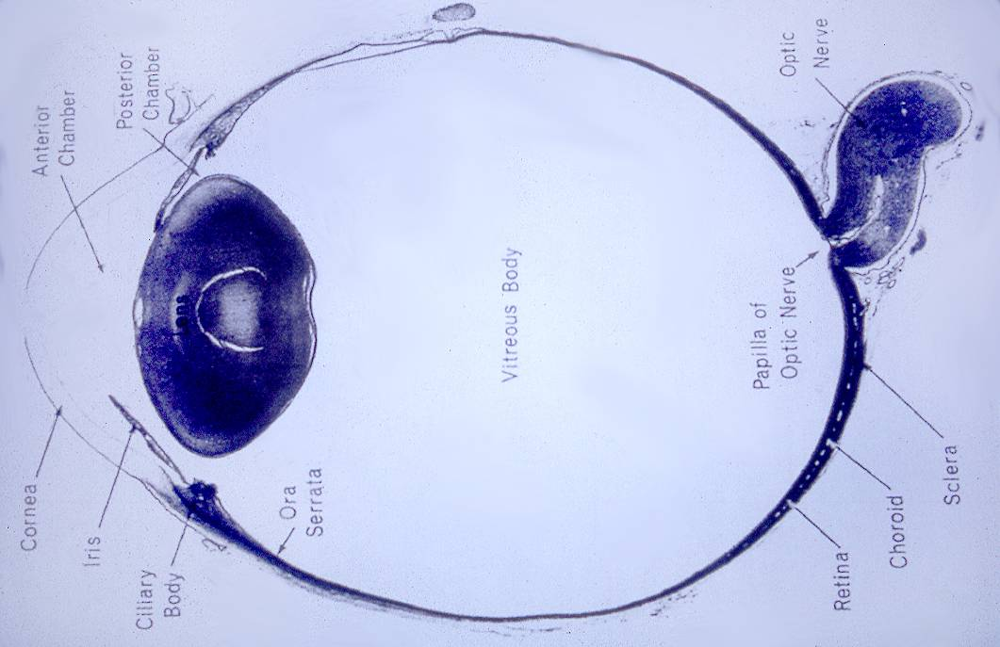 Cornea
Iris
Ciliary
Body
Anterior
Chamber
Posterior
Chamber
Lens
Ora
Serrata
Vitreous Body
Papilla of
Optic Nerve
Optic
Nerve
Retina
Choroid
Sclera